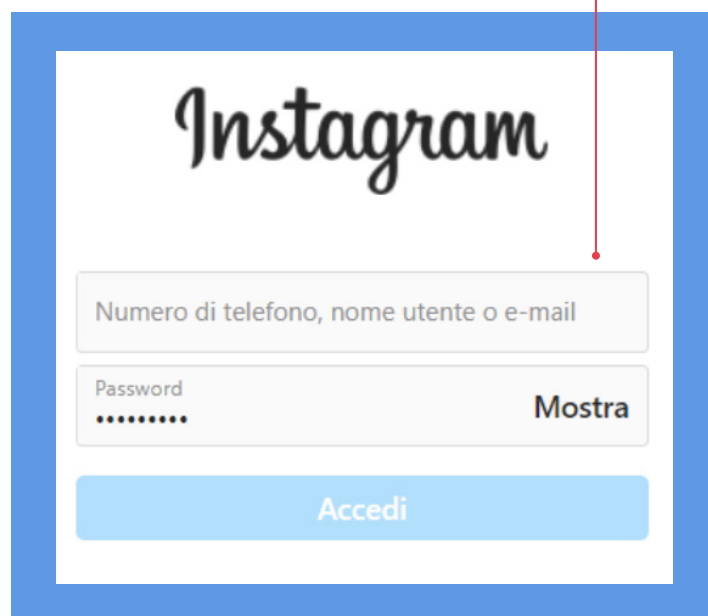 Instagram
Numero di telefono, nome utente o e-mail
Password
•••••••••
Mostra
Accedi